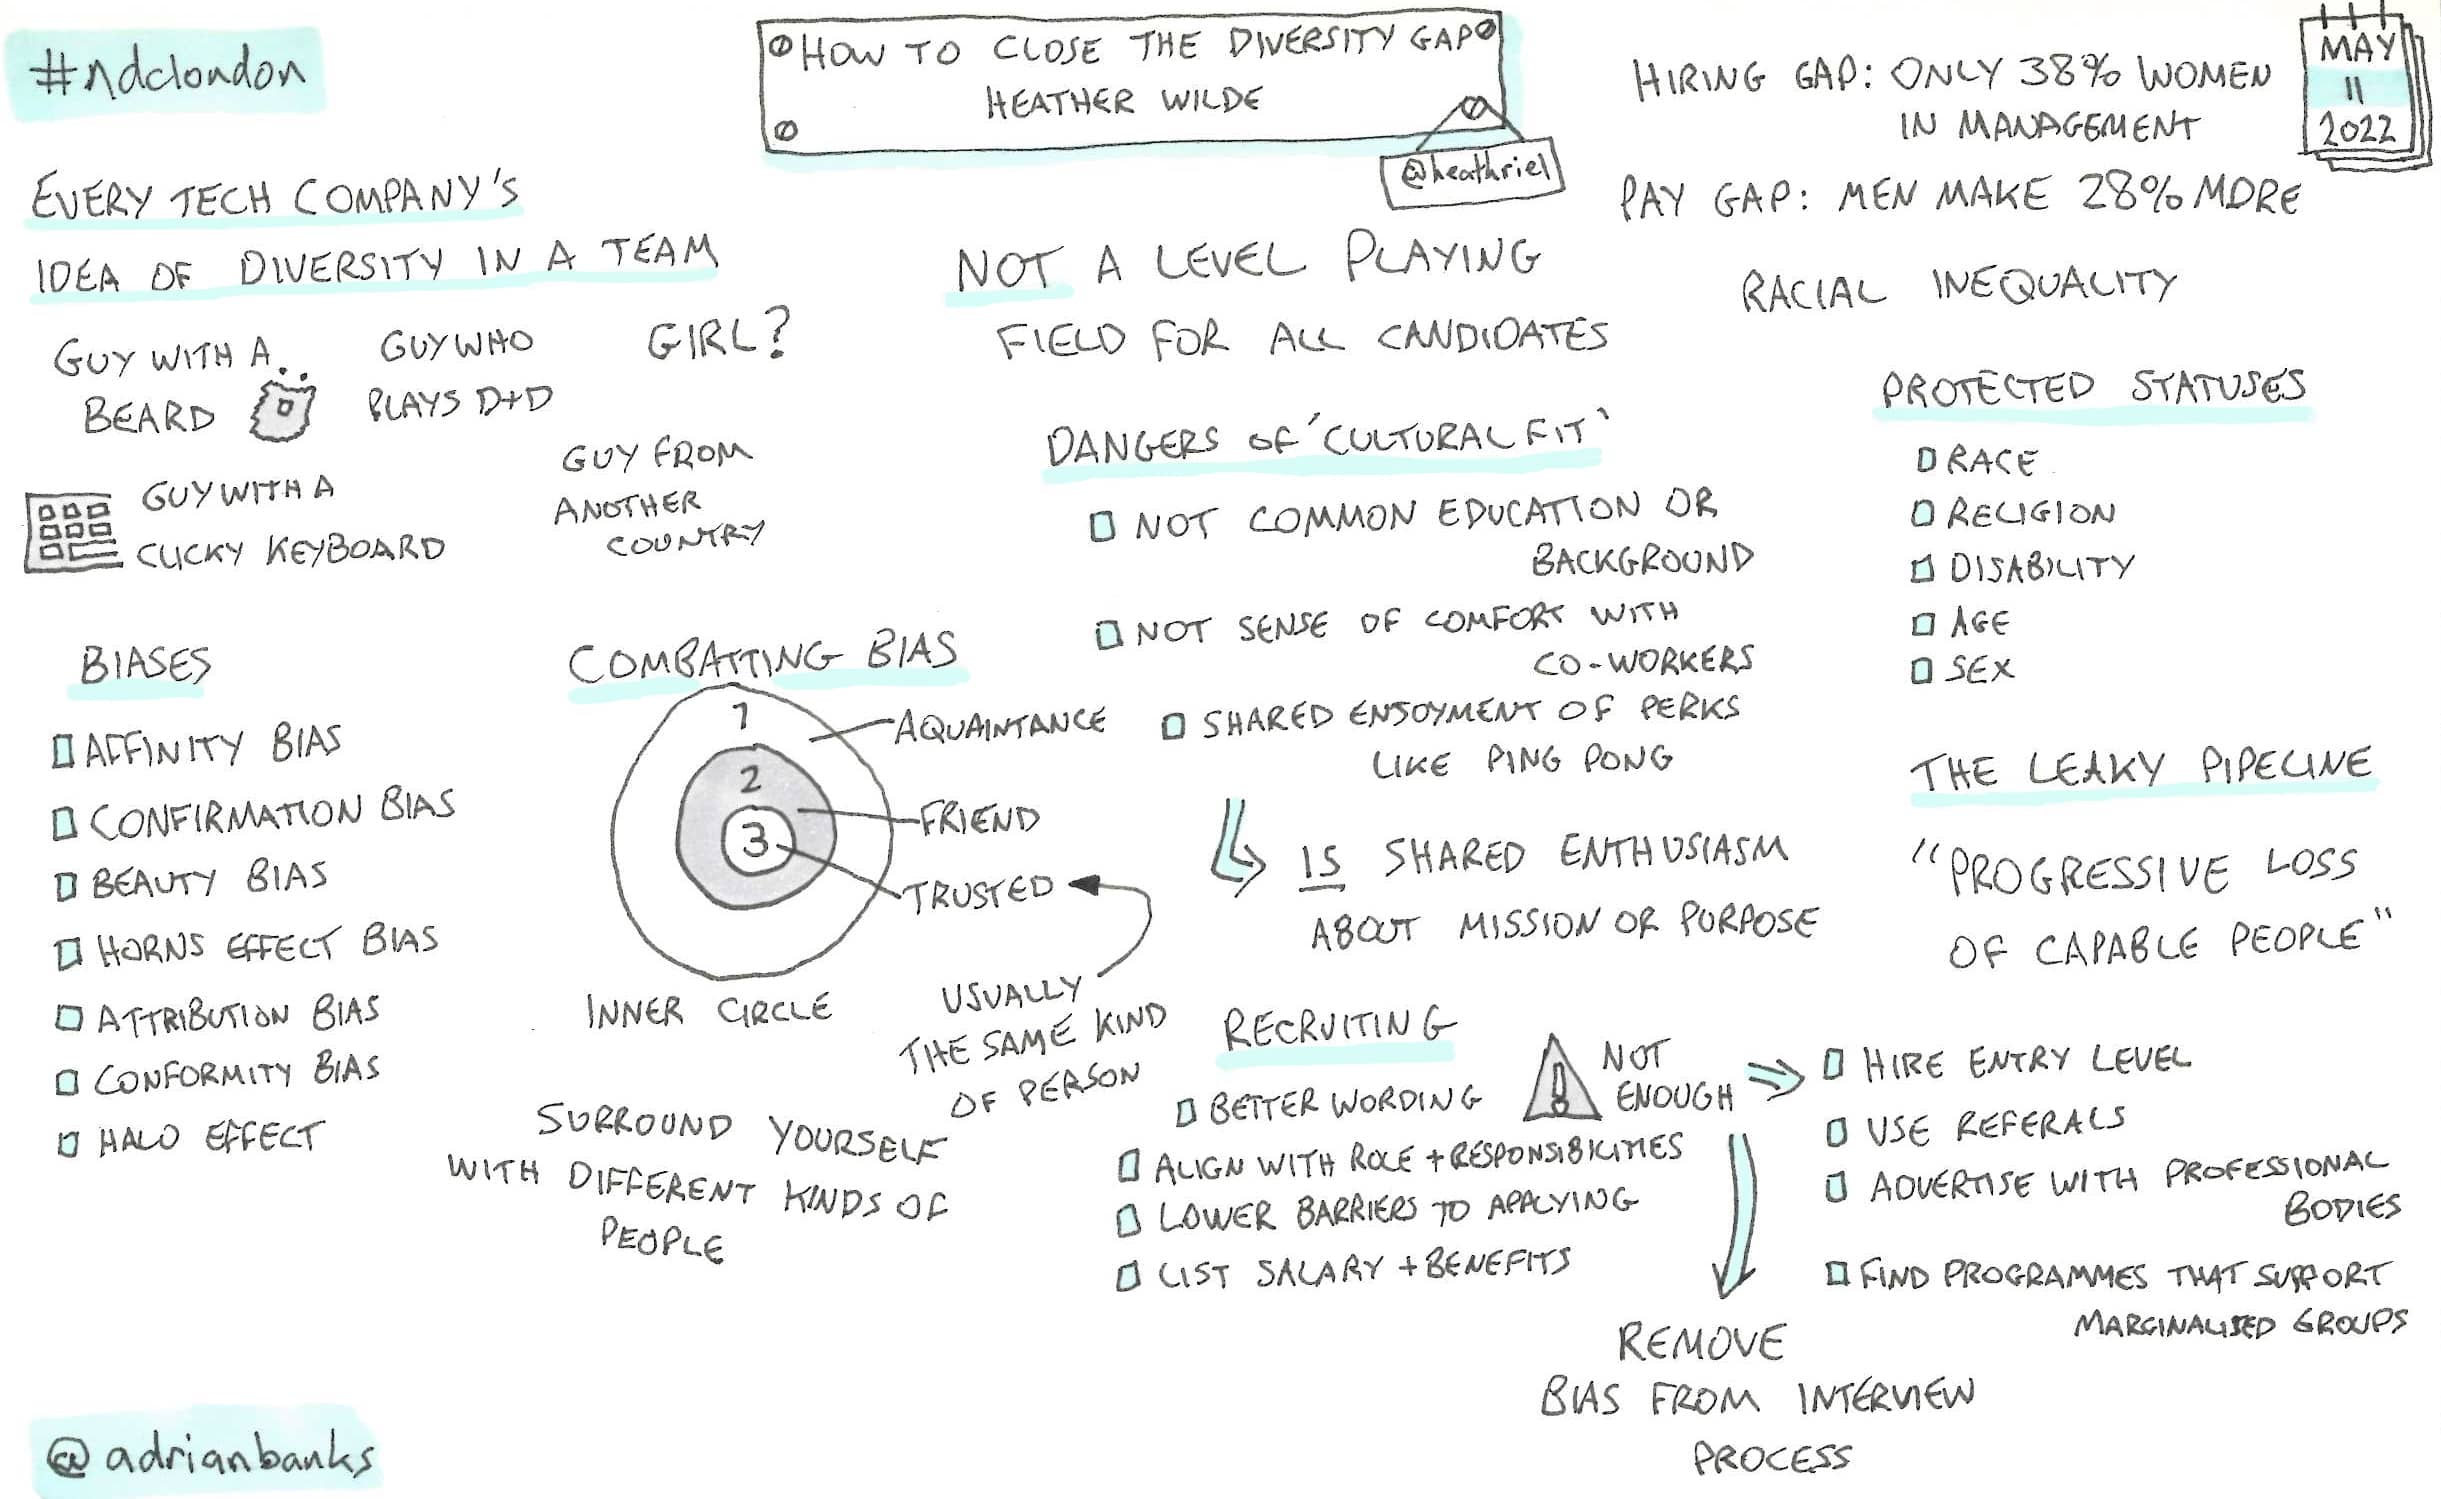 #ndclondon
HOW TO CLOSE THE DIVERSITY GAP
HEATHER WILDE
@heathriel
MAY
11
2022
HIRING GAP: ONLY 38% WOMEN
IN MANAGEMENT
PAY GAP: MEN MAKE 28% MORE
RACIAL INEQUALITY
EVERY TECH COMPANY'S
IDEA OF DIVERSITY IN A TEAM
GUY WITH A
BEARD
GUY WHO
PLAYS D+D
GIRL?
GUY WITH A
CLICKY KEYBOARD
GUY FROM
ANOTHER
COUNTRY
NOT A LEVEL PLAYING
FIELD FOR ALL CANDIDATES
DANGERS OF 'CULTURAL FIT'
NOT COMMON EDUCATION OR
BACKGROUND
NOT SENSE OF COMFORT WITH
CO-WORKERS
SHARED ENJOYMENT OF PERKS
LIKE PING PONG
IS SHARED ENTHUSIASM
ABOUT MISSION OR PURPOSE
PROTECTED STATUSES
RACE
RELIGION
DISABILITY
AGE
SEX
THE LEAKY PIPELINE
"PROGRESSIVE LOSS
OF CAPABLE PEOPLE"
BIASES
AFFINITY BIAS
CONFIRMATION BIAS
BEAUTY BIAS
HORNS EFFECT BIAS
ATTRIBUTION BIAS
CONFORMITY BIAS
HALO EFFECT
COMBATTING BIAS
1
2
3
AQUAINTANCE
FRIEND
TRUSTED
INNER CIRCLE
USUALLY
THE SAME KIND
OF PERSON
SURROUND YOURSELF
WITH DIFFERENT KINDS OF
PEOPLE
RECRUITING
BETTER WORDING
ALIGN WITH ROLE + RESPONSIBILITIES
LOWER BARRIERS TO APPLYING
LIST SALARY + BENEFITS
!
NOT
ENOUGH
HIRE ENTRY LEVEL
USE REFERALS
ADVERTISE WITH PROFESSIONAL
BODIES
FIND PROGRAMMES THAT SUPPORT
MARGINALISED GROUPS
REMOVE
BIAS FROM INTERVIEW
PROCESS
@adrianbanks